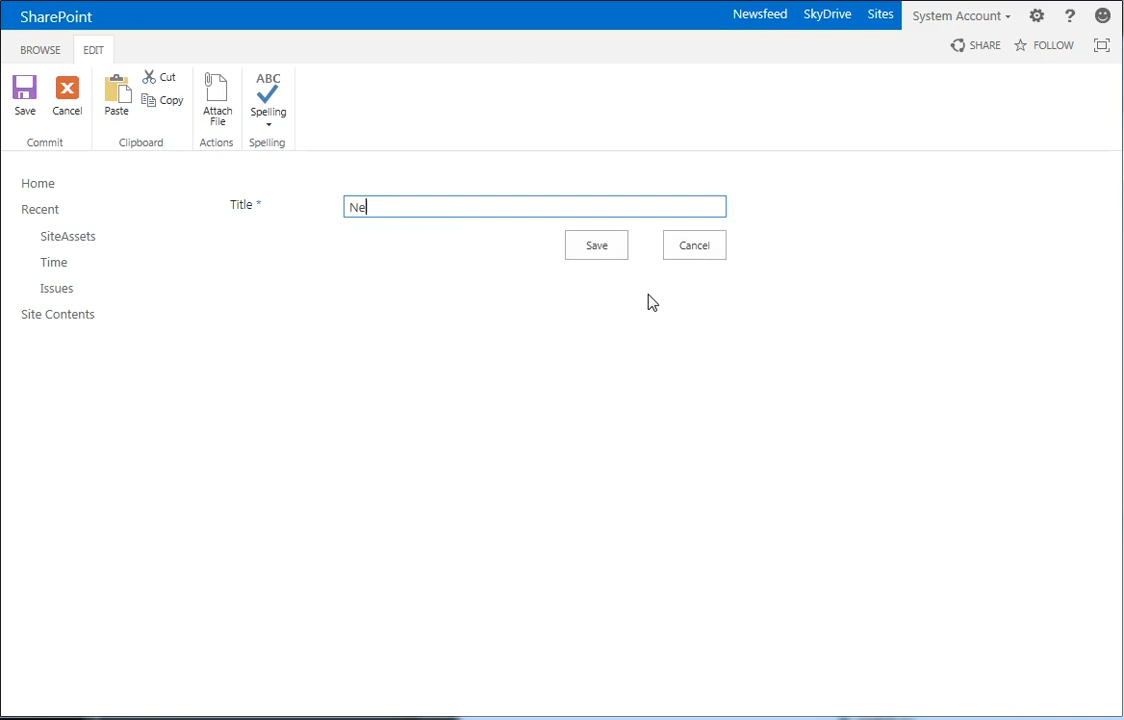 SharePoint
Newsfeed SkyDrive Sites System Account ?
BROWSE EDIT SHARE FOLLOW
Save Cancel Paste Cut Copy Attach File ABC Spelling
Commit Clipboard Actions Spelling
Home
Recent
SiteAssets
Time
Issues
Site Contents
Title * Ne
Save Cancel